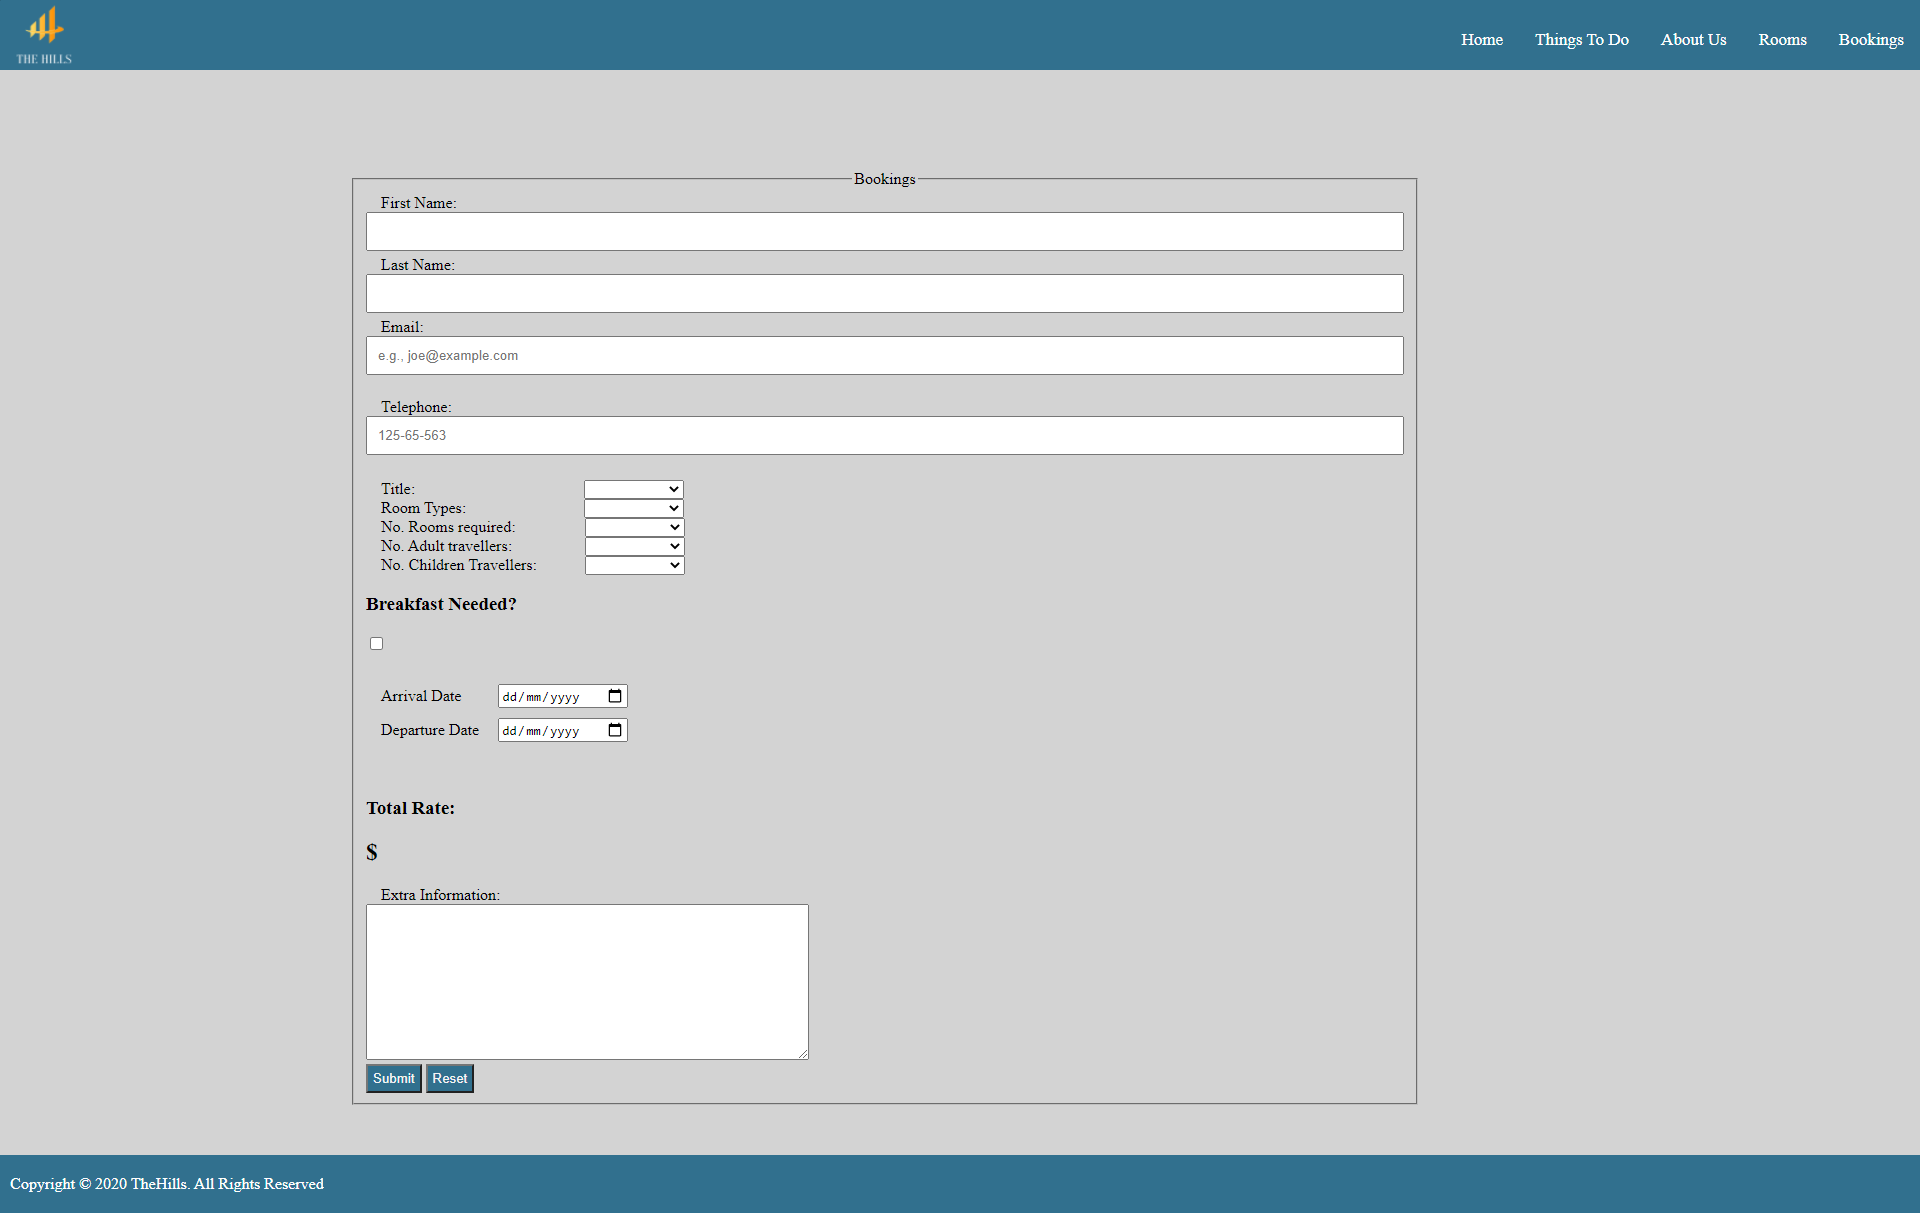 THE HILLS
Home Things To Do About Us Rooms Bookings
Bookings
First Name:
Last Name:
Email:
e.g., joe@example.com
Telephone:
125-65-563
Title:
Room Types:
No. Rooms required:
No. Adult travellers:
No. Children Travellers:
Breakfast Needed?
Arrival Date dd/mm/yyyy
Departure Date dd/mm/yyyy
Total Rate:
$
Extra Information:
Submit Reset
Copyright © 2020 TheHills. All Rights Reserved